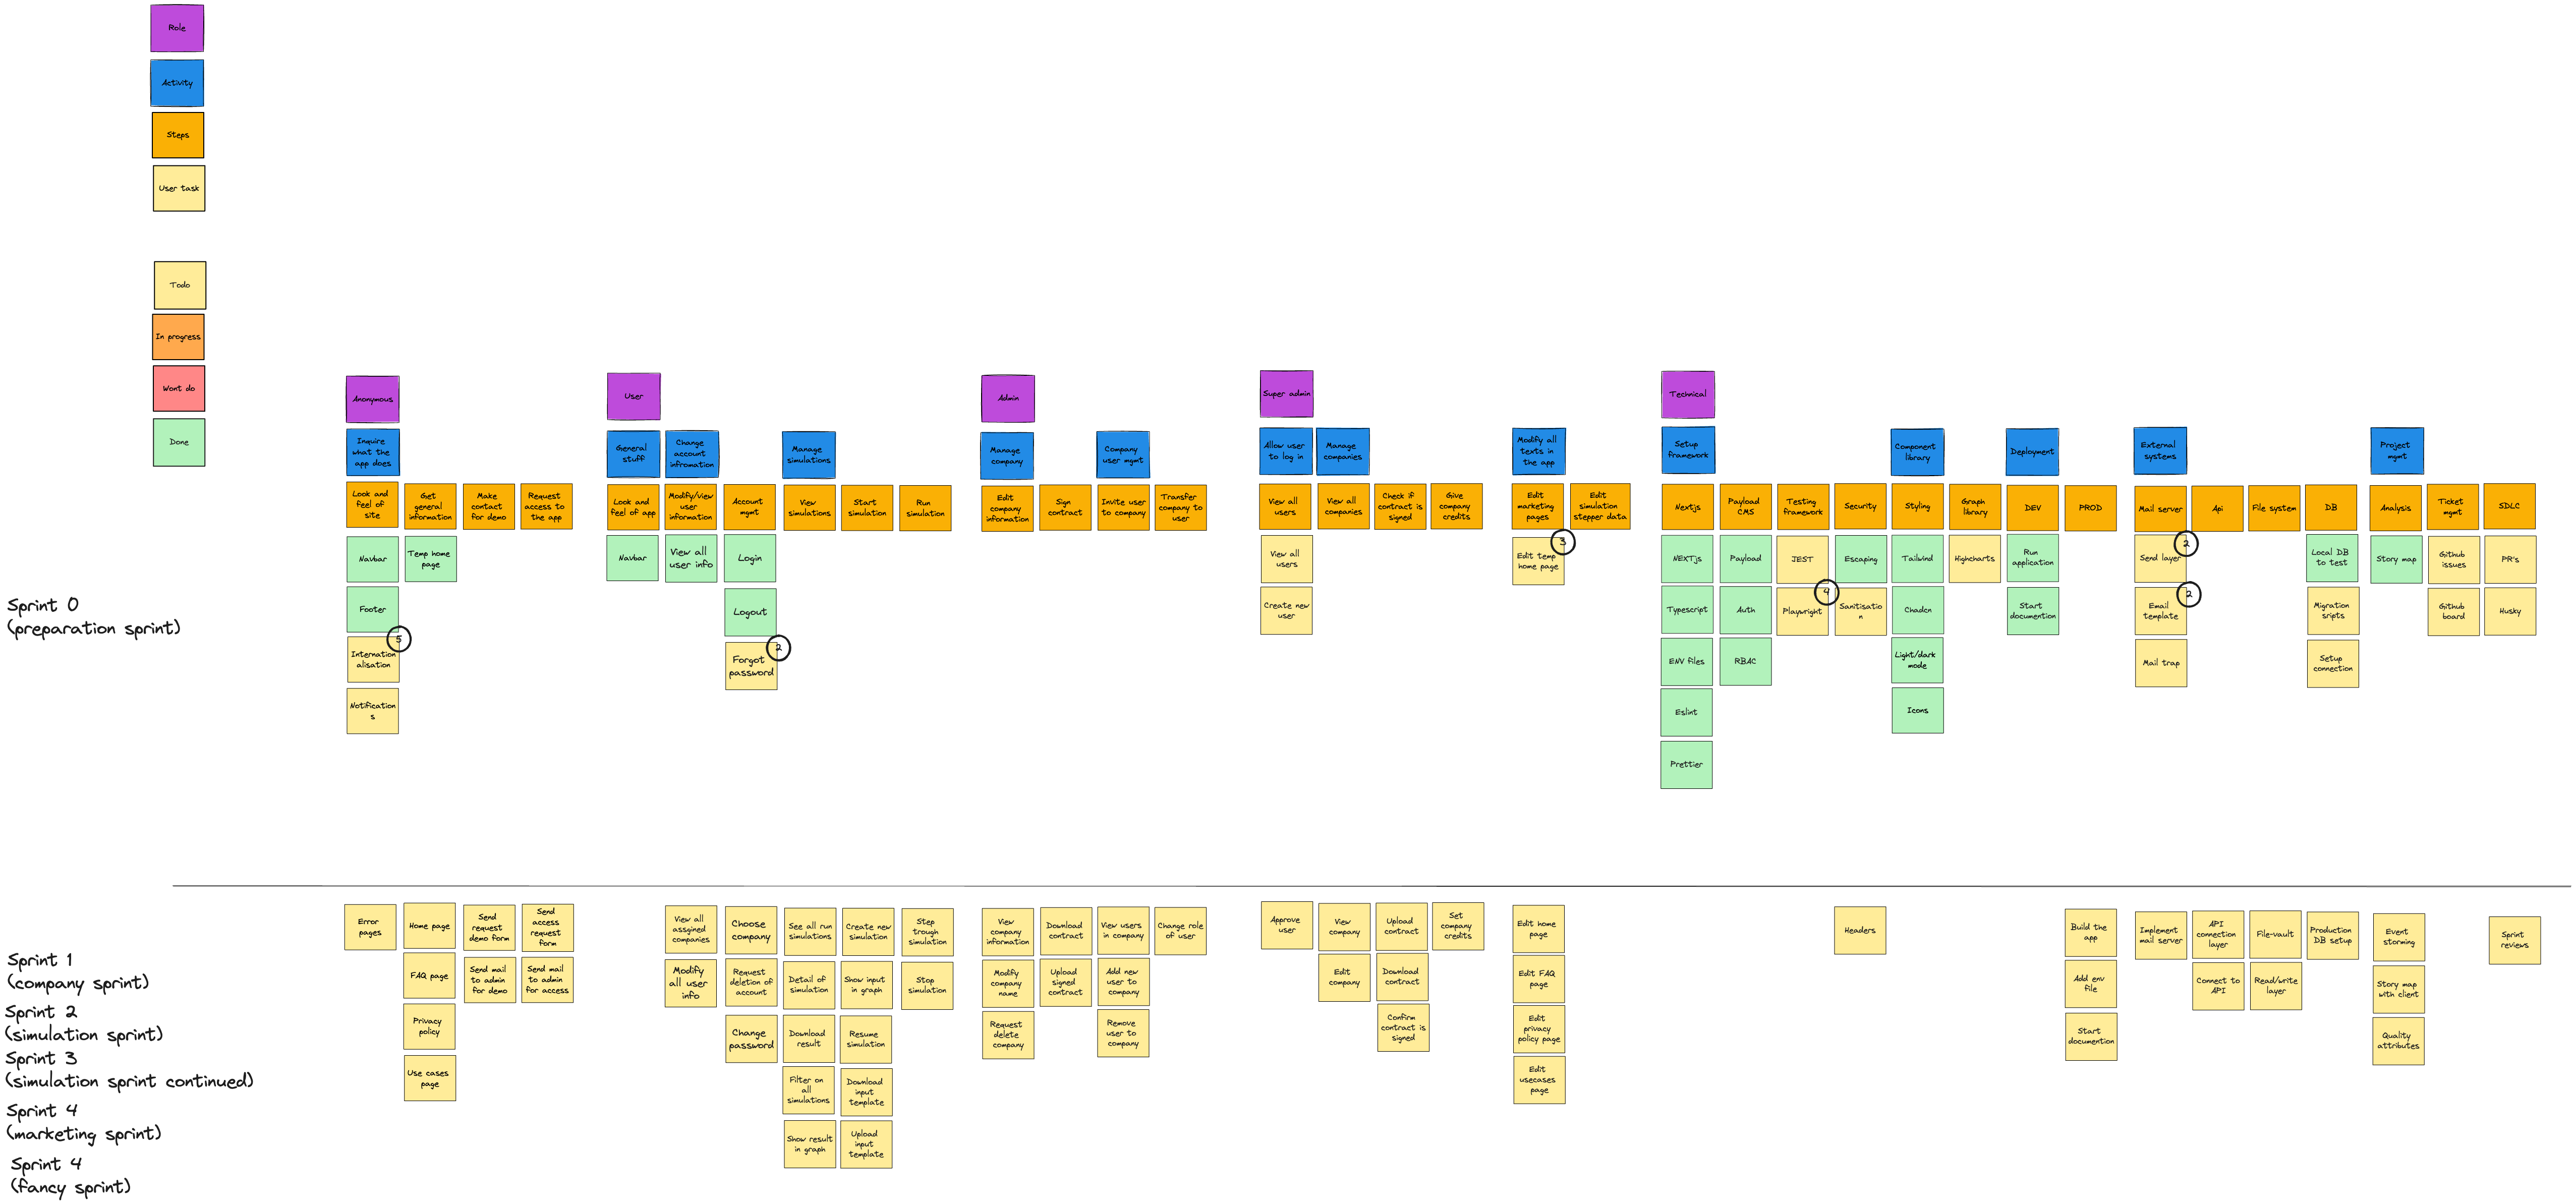 Role
Activity
Steps
User task
Todo
In progress
Wont do
Done
Anonymous
User
Admin
Super admin
Technical
Inquire
what the
app does
General
stuff
Change
account
infromation
Manage
simulations
Manage
company
Company
user mgmt
Allow user
to log in
Manage
companies
Modify all
texts in
the app
Setup
framework
Component
library
Deployment
External
systems
Project
mgmt
Look and
feel of
site
Get
general
information
Make
contact
for demo
Request
access to
the app
Look and
feel of app
Modify/view
user
information
Account
mgmt
View
simulations
Start
simulation
Run
simulation
Edit
company
information
Sign
contract
Invite user
to company
Transfer
company to
user
View all
users
View all
companies
Check if
contract is
signed
Give
company
credits
Edit
marketing
pages
Edit
simulation
stepper data
Nextjs
Payload
CMS
Testing
framework
Security
Styling
Graph
library
DEV
PROD
Mail server
Api
File system
DB
Analysis
Ticket
mgmt
SDLC
Sprint 0
(preparation sprint)
Navbar
Footer
5
Internation
alisation
Notification
s
Temp home
page
Navbar
View all
user info
Login
Logout
2
Forgot
password
View all
users
Create new
user
3
Edit temp
home page
NEXTjs
Typescript
ENV files
Eslint
Prettier
Payload
Auth
RBAC
JEST
4
Playwright
Escaping
Sanitisatio
n
Tailwind
Chadcn
Light/dark
mode
Icons
Highcharts
Run
application
Start
documention
2
Send layer
2
Email
template
Mail trap
Local DB
to test
Migration
sripts
Setup
connection
Story map
Github
issues
Github
board
PR's
Husky
Sprint 1
(company sprint)
Sprint 2
(simulation sprint)
Sprint 3
(simulation sprint continued)
Sprint 4
(marketing sprint)
Sprint 4
(fancy sprint)
Error
pages
Home page
FAQ page
Privacy
policy
Use cases
page
Send
request
demo form
Send mail
to admin
for demo
Send
access
request
form
Send mail
to admin
for access
View all
assgined
companies
Modify
all user
info
Choose
company
Request
deletion of
account
Change
password
See all run
simulations
Detail of
simulation
Download
result
Filter on
all
simulations
Show result
in graph
Create new
simulation
Show input
in graph
Resume
simulation
Download
input
template
Upload
input
template
Step
trough
simulation
Stop
simulation
View
company
information
Modify
company
name
Request
delete
company
Download
contract
Upload
signed
contract
View users
in company
Add new
user to
company
Remove
user to
company
Change role
of user
Approve
user
View
company
Edit
company
Upload
contract
Download
contract
Confirm
contract is
signed
Set
company
credits
Edit home
page
Edit FAQ
page
Edit
privacy
policy page
Edit
usecases
page
Headers
Build the
app
Add env
file
Start
documention
Implement
mail server
API
connection
layer
Connect to
API
File-vault
Read/write
layer
Production
DB setup
Event
storming
Story map
with client
Quality
attributes
Sprint
reviews